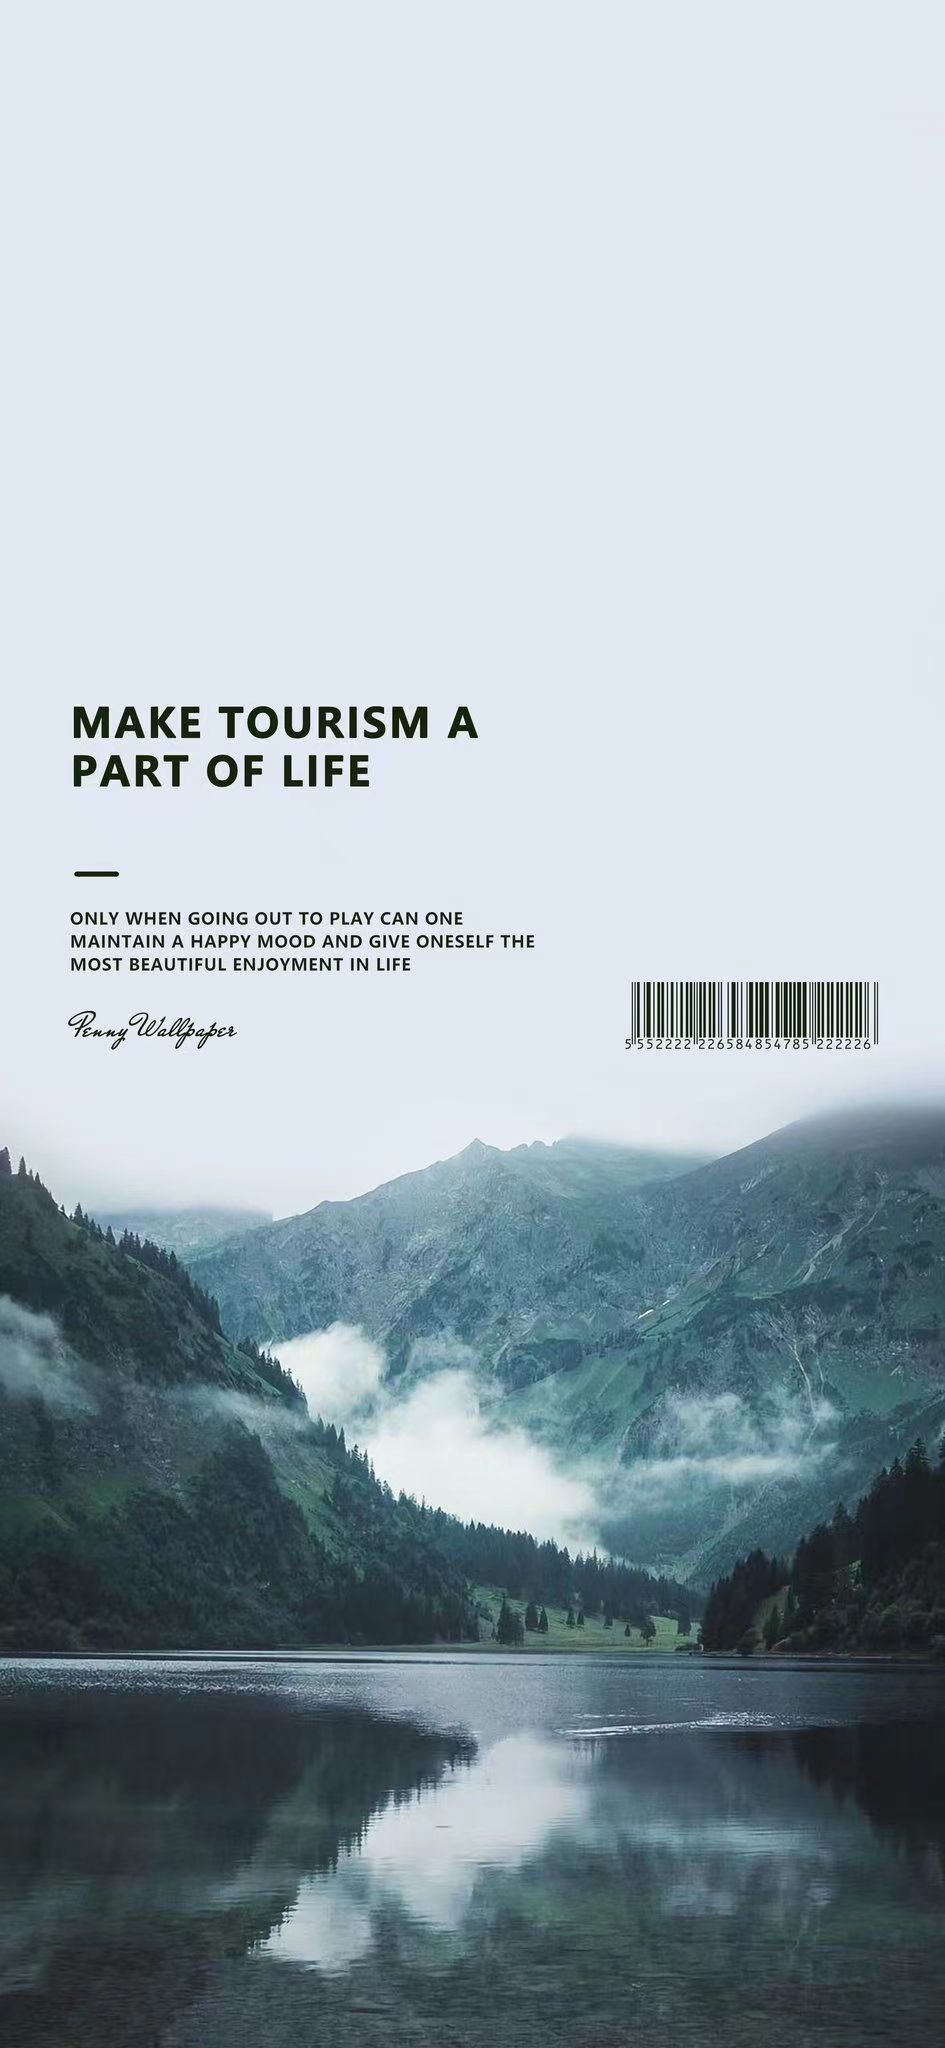 MAKE TOURISM A
PART OF LIFE
ONLY WHEN GOING OUT TO PLAY CAN ONE
MAINTAIN A HAPPY MOOD AND GIVE ONESELF THE
MOST BEAUTIFUL ENJOYMENT IN LIFE
Penny Wallpaper
5552222 226584854785 222226